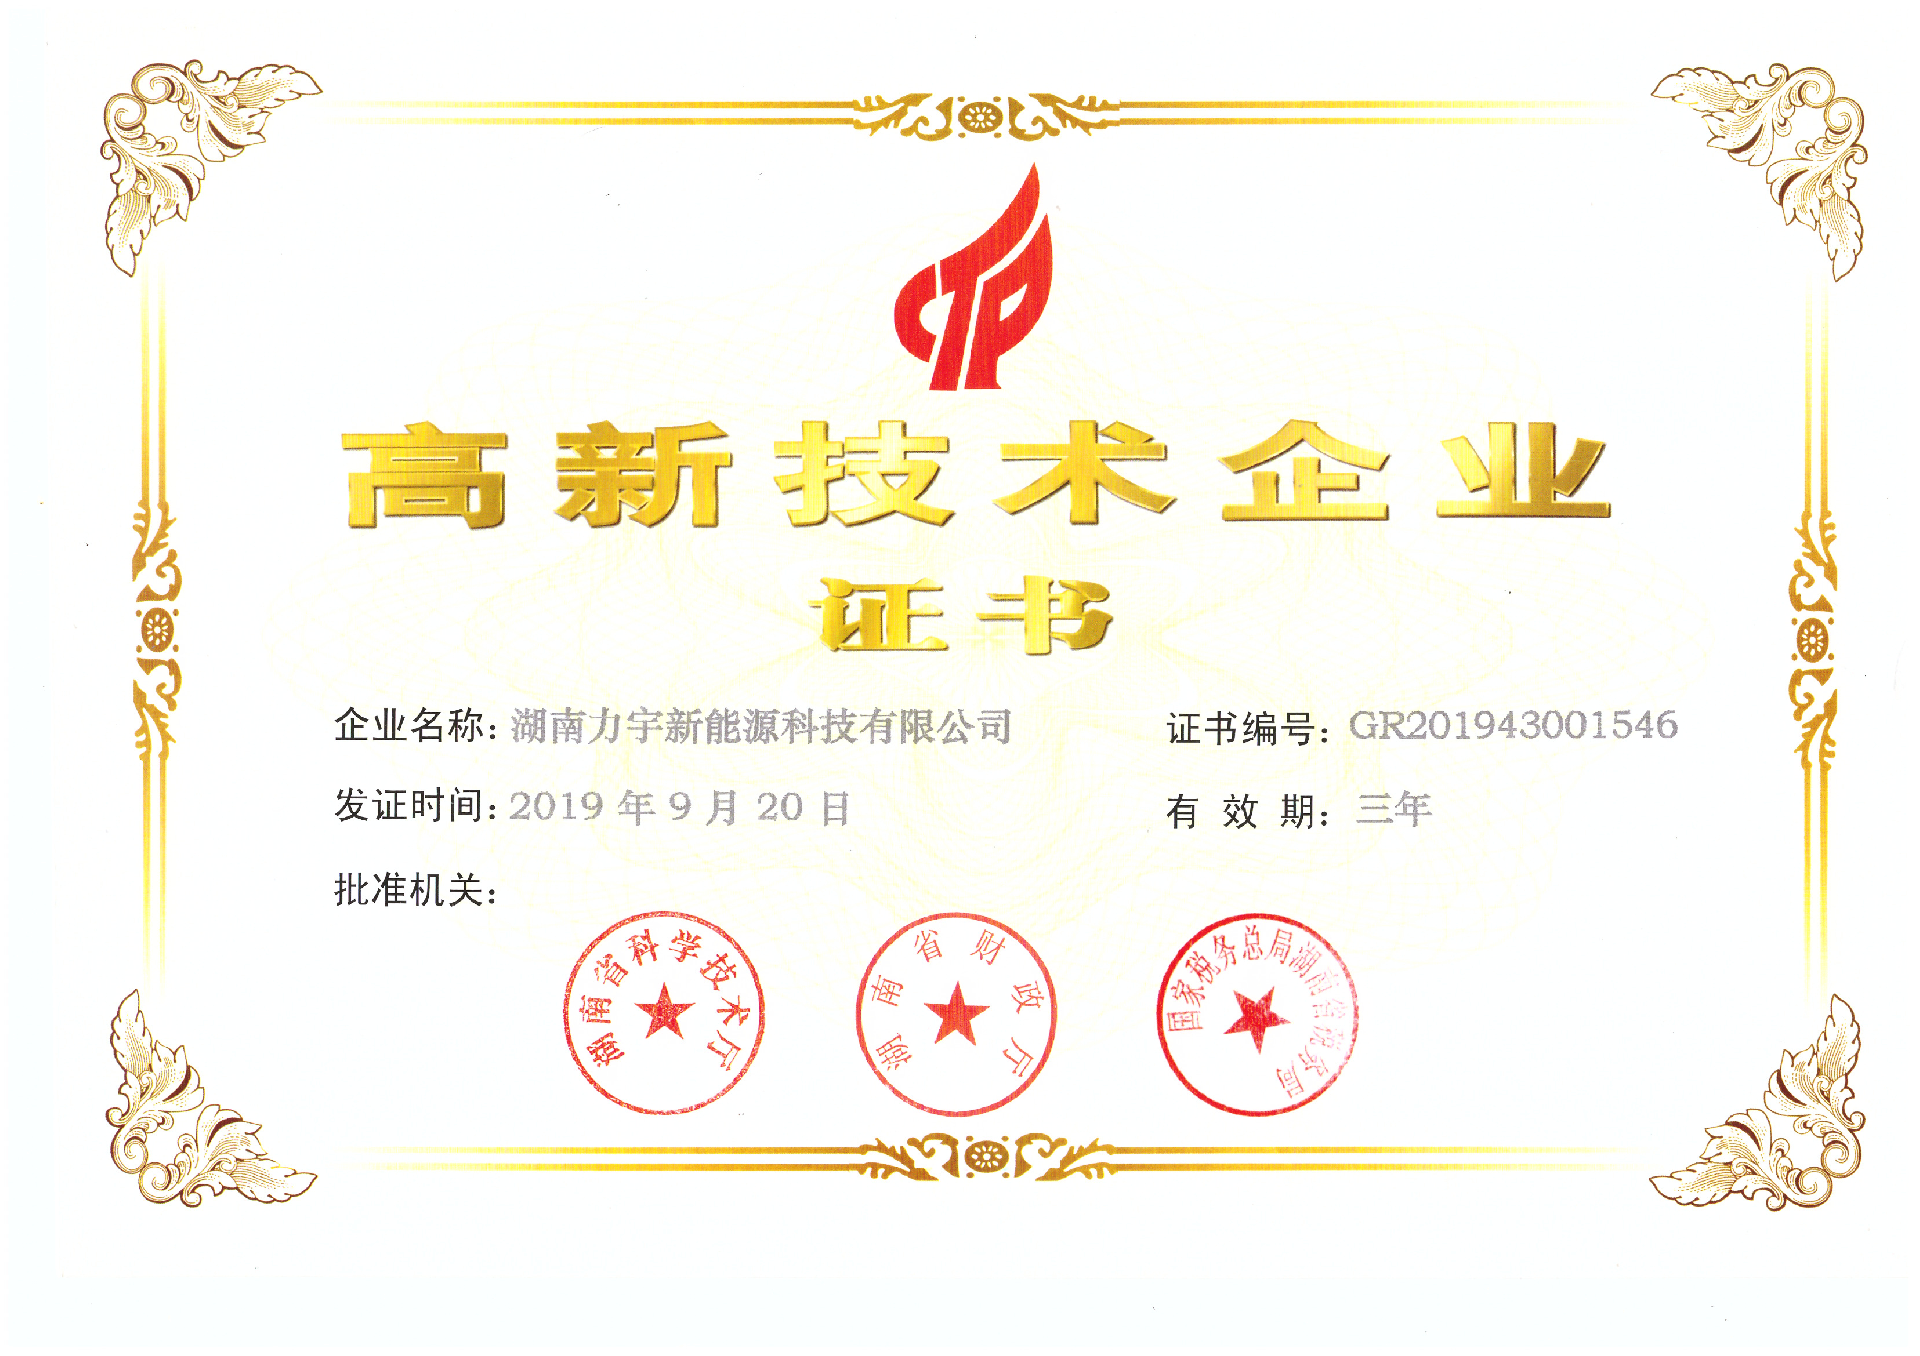 高新技术企业
证书
企业名称：湖南力宇新能源科技有限公司
证书编号：GR201943001546
发证时间：2019 年 9 月 20 日
有 效 期：三年
批准机关：
湖南省科学技术厅
湖南省财政厅
国家税务总局湖南省税务局